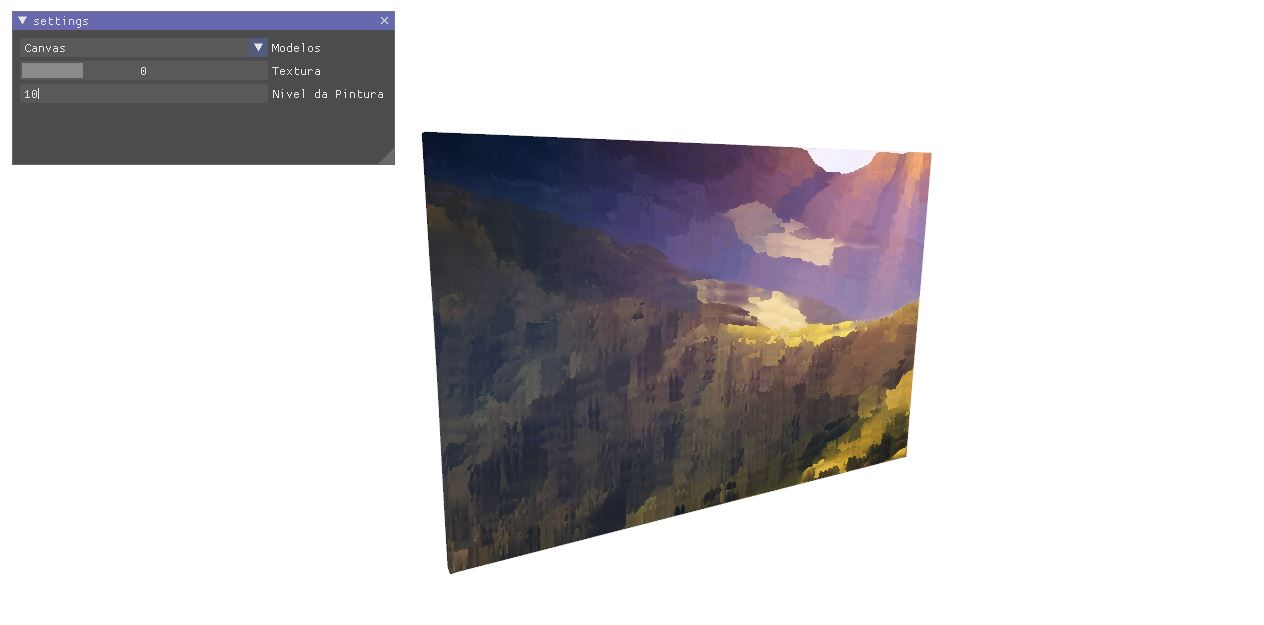 settings
Canvas Modelos
0 Textura
10 Nivel da Pintura